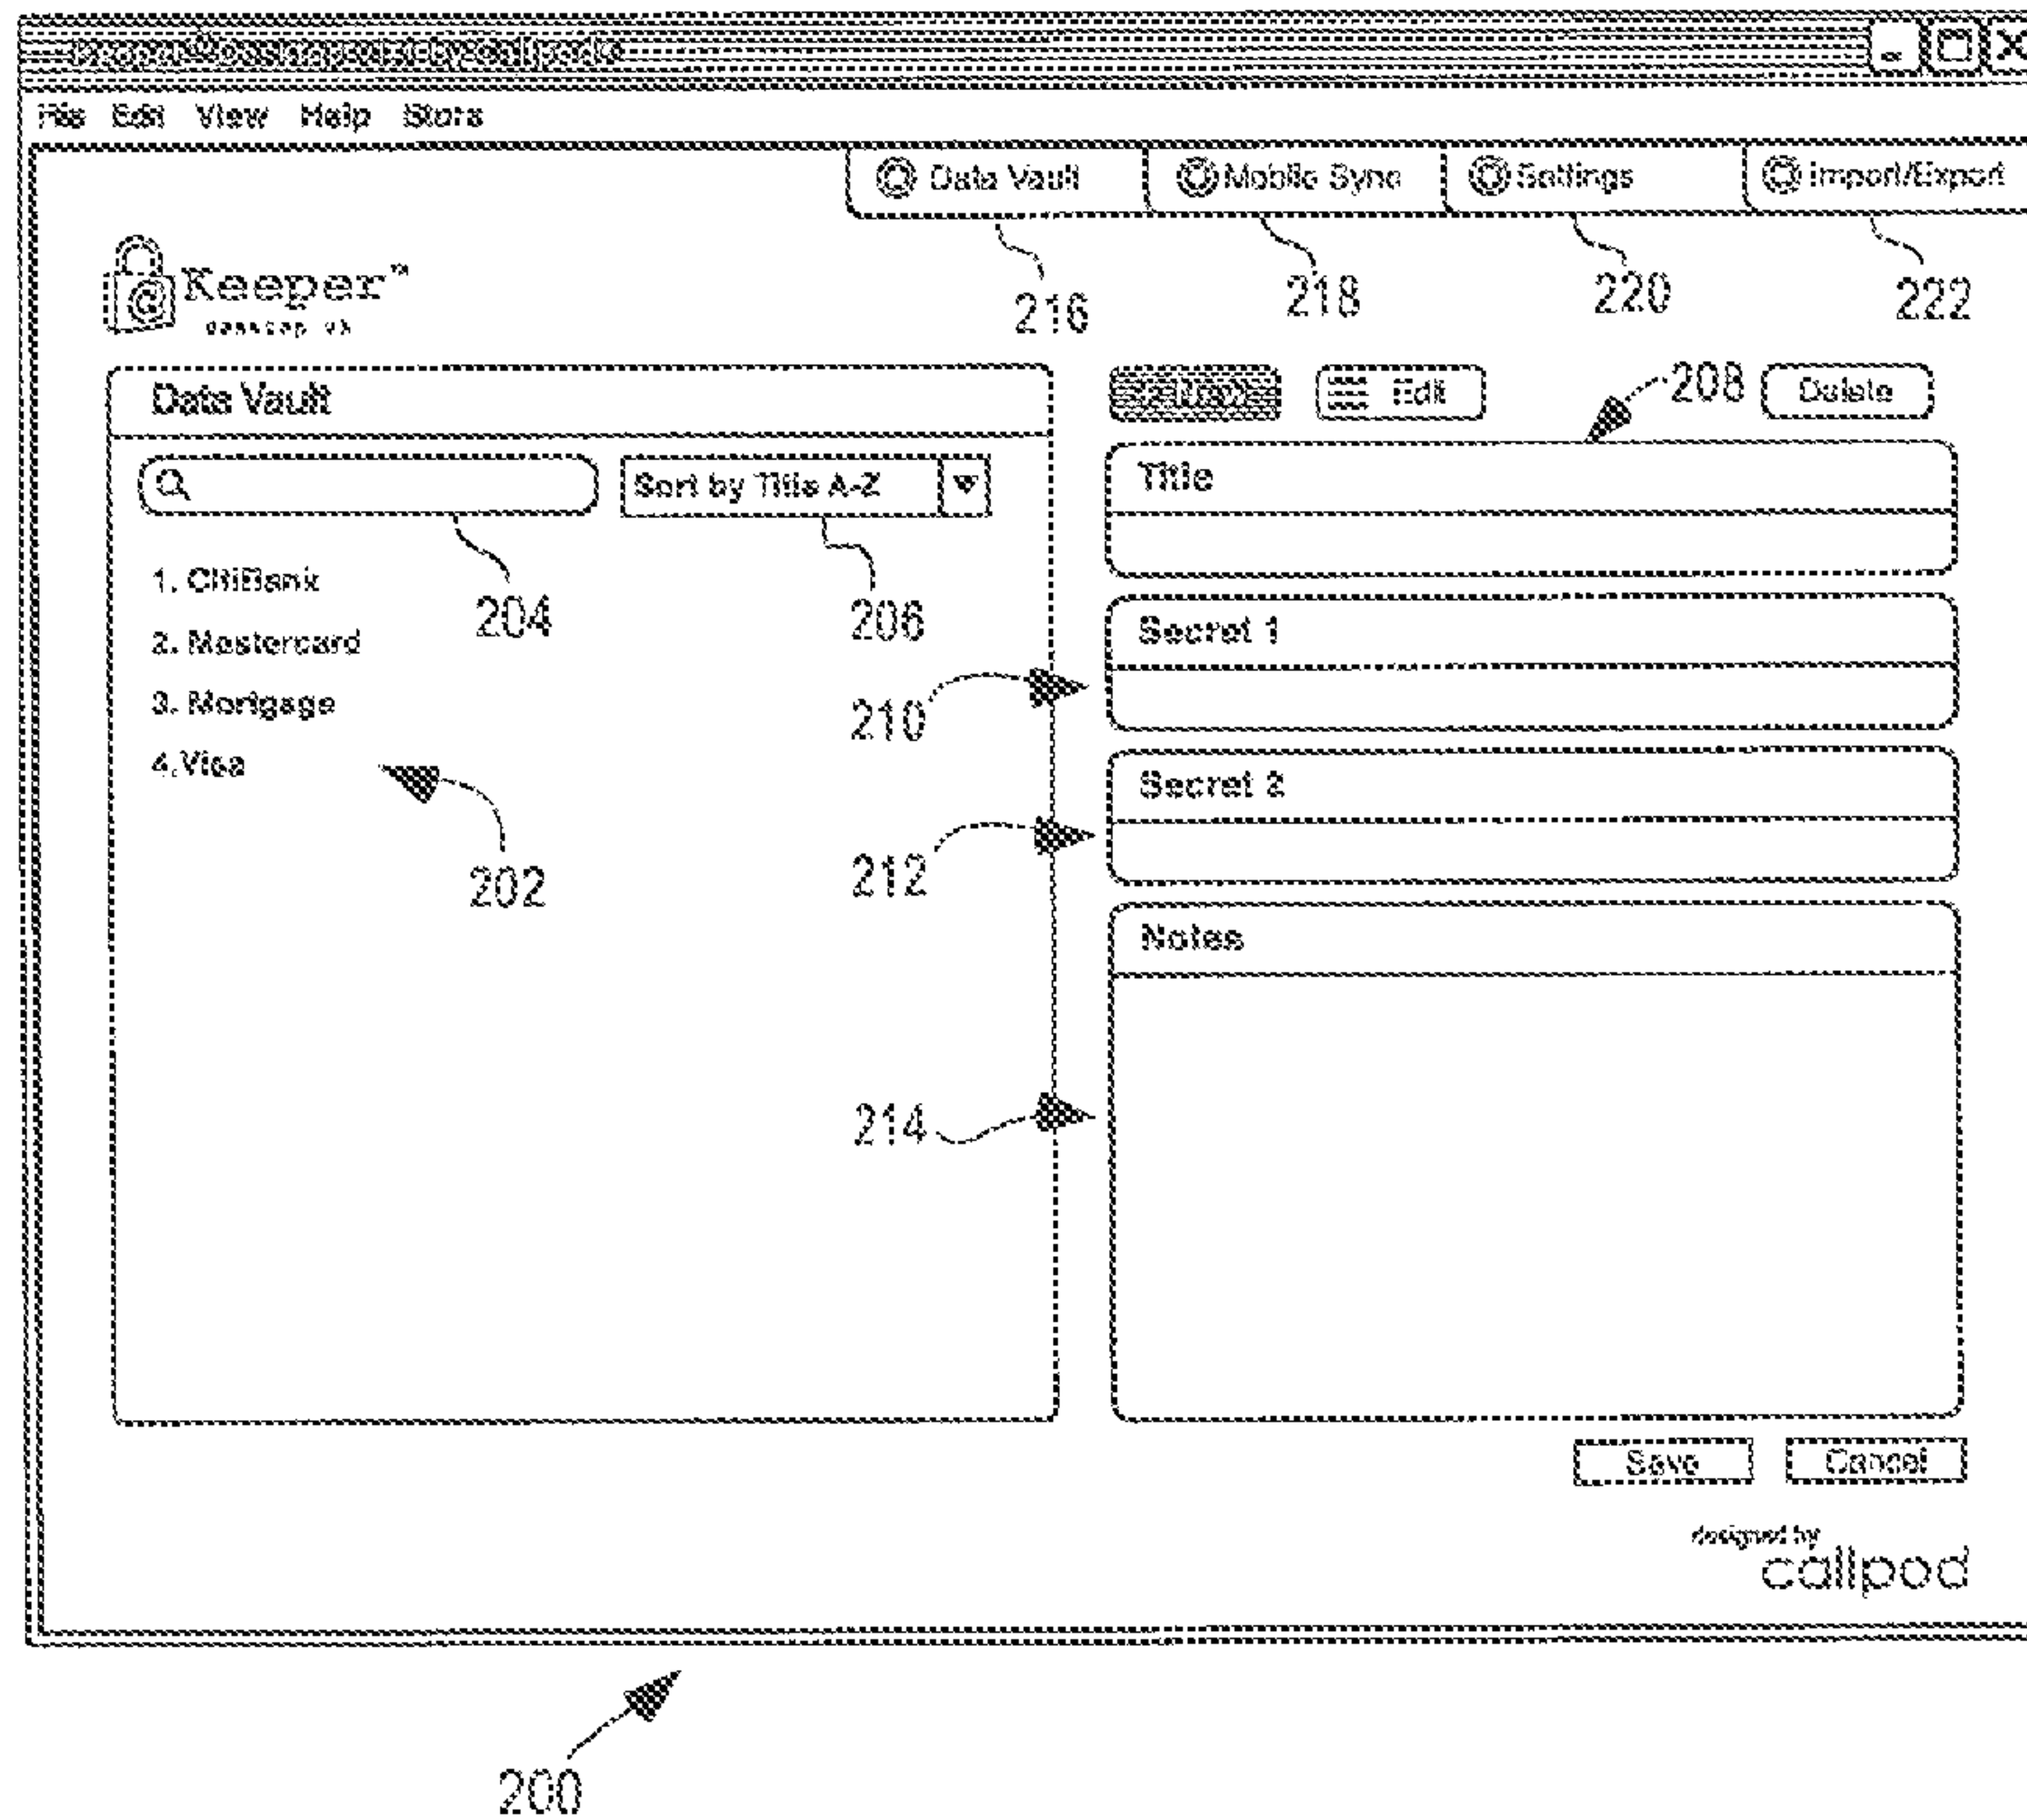 File Edit View Help Store
Data Vault Mobile Sync Settings Import/Export
216 218 220 222
Keeper™
Data Vault
Edit 208 Delete
Sort by Title A-Z
Title
1. CitiBank
204 206
Secret 1
2. Mastercard
3. Mortgage
210
4.Visa
Secret 2
202 212
Notes
214
Save Cancel
designed by
callpod
200